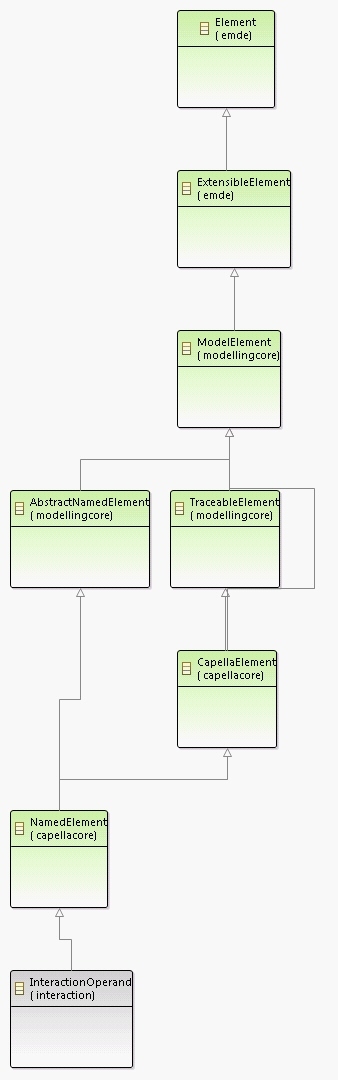 Element
( emde)
ExtensibleElement
( emde)
ModelElement
( modellingcore)
AbstractNamedElement
( modellingcore)
TraceableElement
( modellingcore)
CapellaElement
( capellacore)
NamedElement
( capellacore)
InteractionOperand
( interaction)